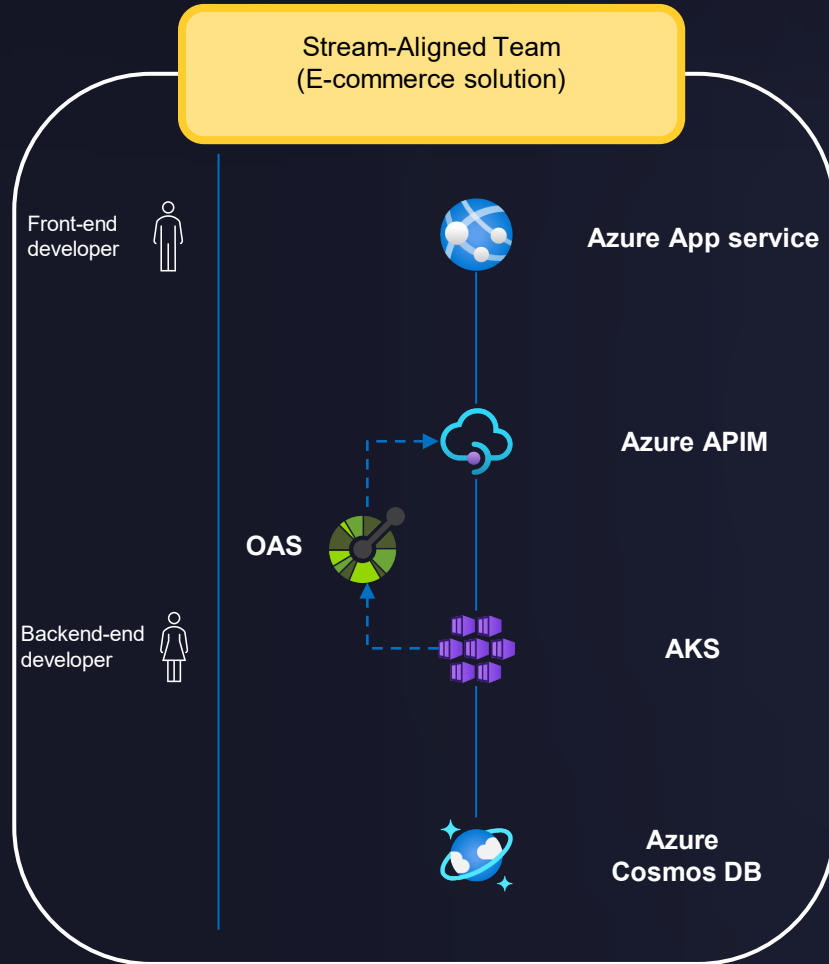 Stream-Aligned Team
(E-commerce solution)
Front-end
developer
Azure App service
Azure APIM
OAS
Backend-end
developer
AKS
Azure
Cosmos DB